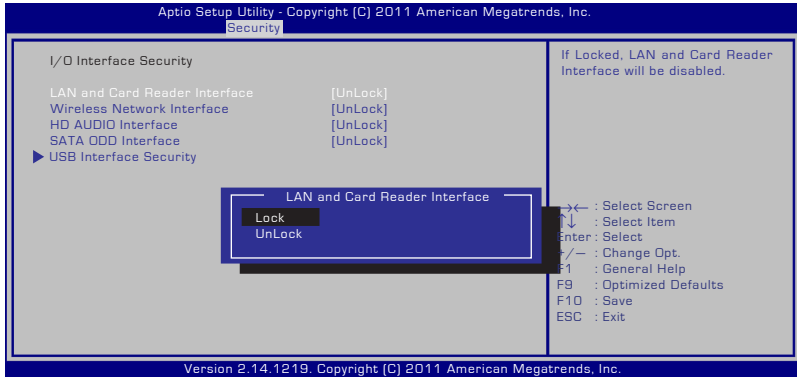 Aptio Setup Utility - Copyright (C) 2011 American Megatrends, Inc.
Security
I/O Interface Security
LAN and Card Reader Interface [UnLock]
Wireless Network Interface [UnLock]
HD AUDIO Interface [UnLock]
SATA ODD Interface [UnLock]
USB Interface Security
If Locked, LAN and Card Reader
Interface will be disabled.
LAN and Card Reader Interface
Lock
UnLock
→← : Select Screen
↑↓ : Select Item
Enter : Select
+/− : Change Opt.
F1 : General Help
F9 : Optimized Defaults
F10 : Save
ESC : Exit
Version 2.14.1219. Copyright (C) 2011 American Megatrends, Inc.